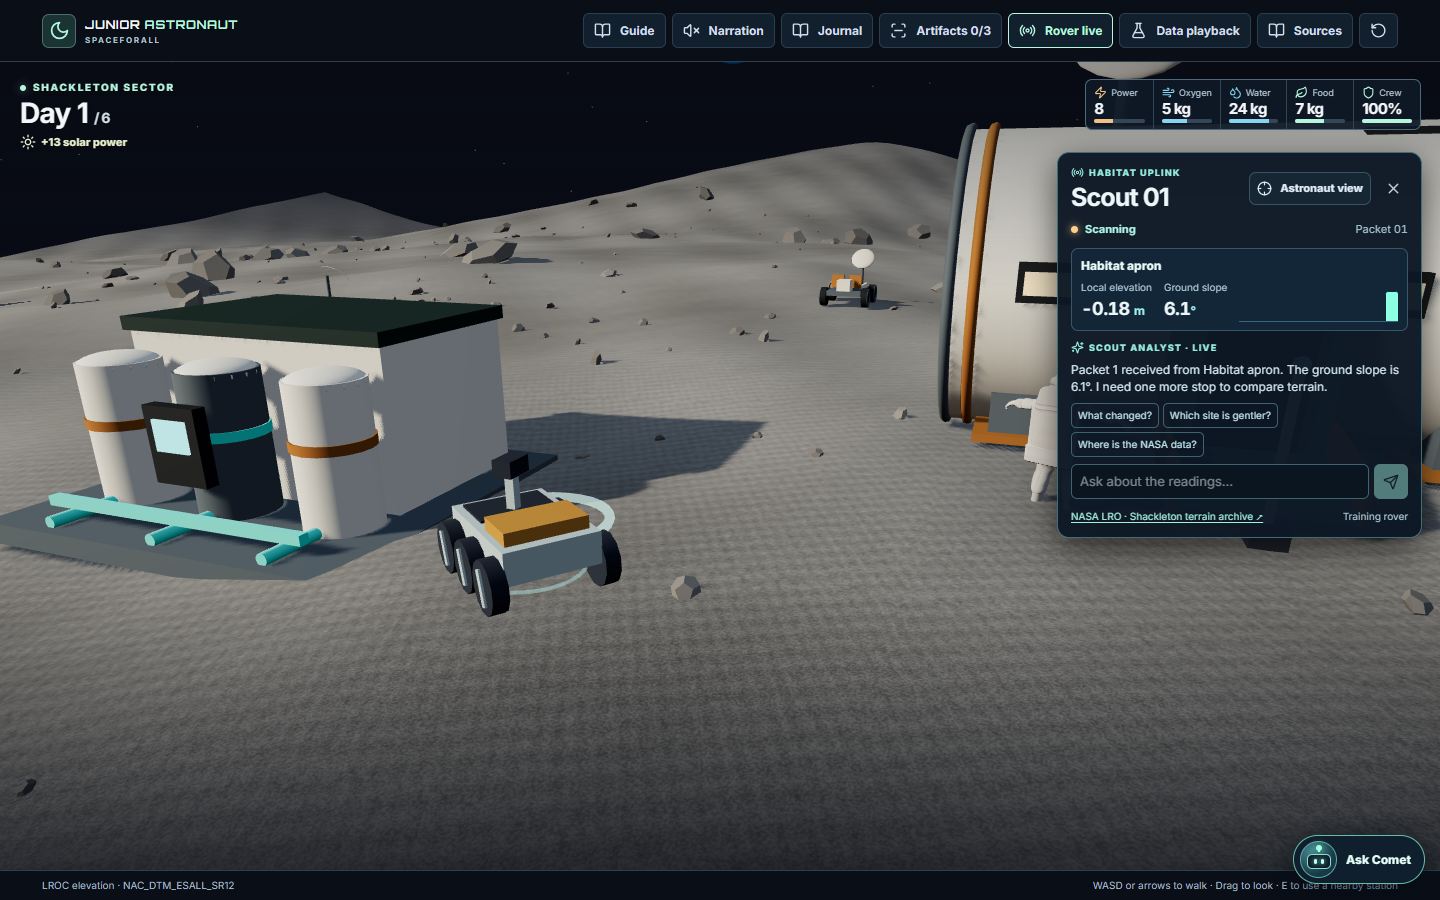 JUNIOR ASTRONAUT
SPACEFORALL
Guide
Narration
Journal
Artifacts 0/3
Rover live
Data playback
Sources
SHACKLETON SECTOR
Day 1 / 6
+13 solar power
Power
8
Oxygen
5 kg
Water
24 kg
Food
7 kg
Crew
100%
HABITAT UPLINK
Scout 01
Astronaut view
Scanning
Packet 01
Habitat apron
Local elevation
-0.18 m
Ground slope
6.1°
SCOUT ANALYST · LIVE
Packet 1 received from Habitat apron. The ground slope is
6.1°. I need one more stop to compare terrain.
What changed?
Which site is gentler?
Where is the NASA data?
Ask about the readings...
NASA LRO · Shackleton terrain archive ↗
Training rover
Ask Comet
LROC elevation · NAC_DTM_ESALL_SR12
WASD or arrows to walk · Drag to look · E to use a nearby station